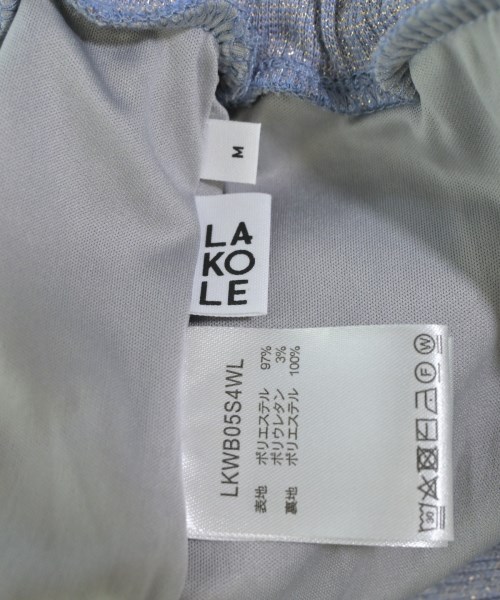 M
LA
KO
LE
LKWB05S4WL
表地 ポリエステル 97%
ポリウレタン 3%
裏地 ポリエステル 100%
30
F
W